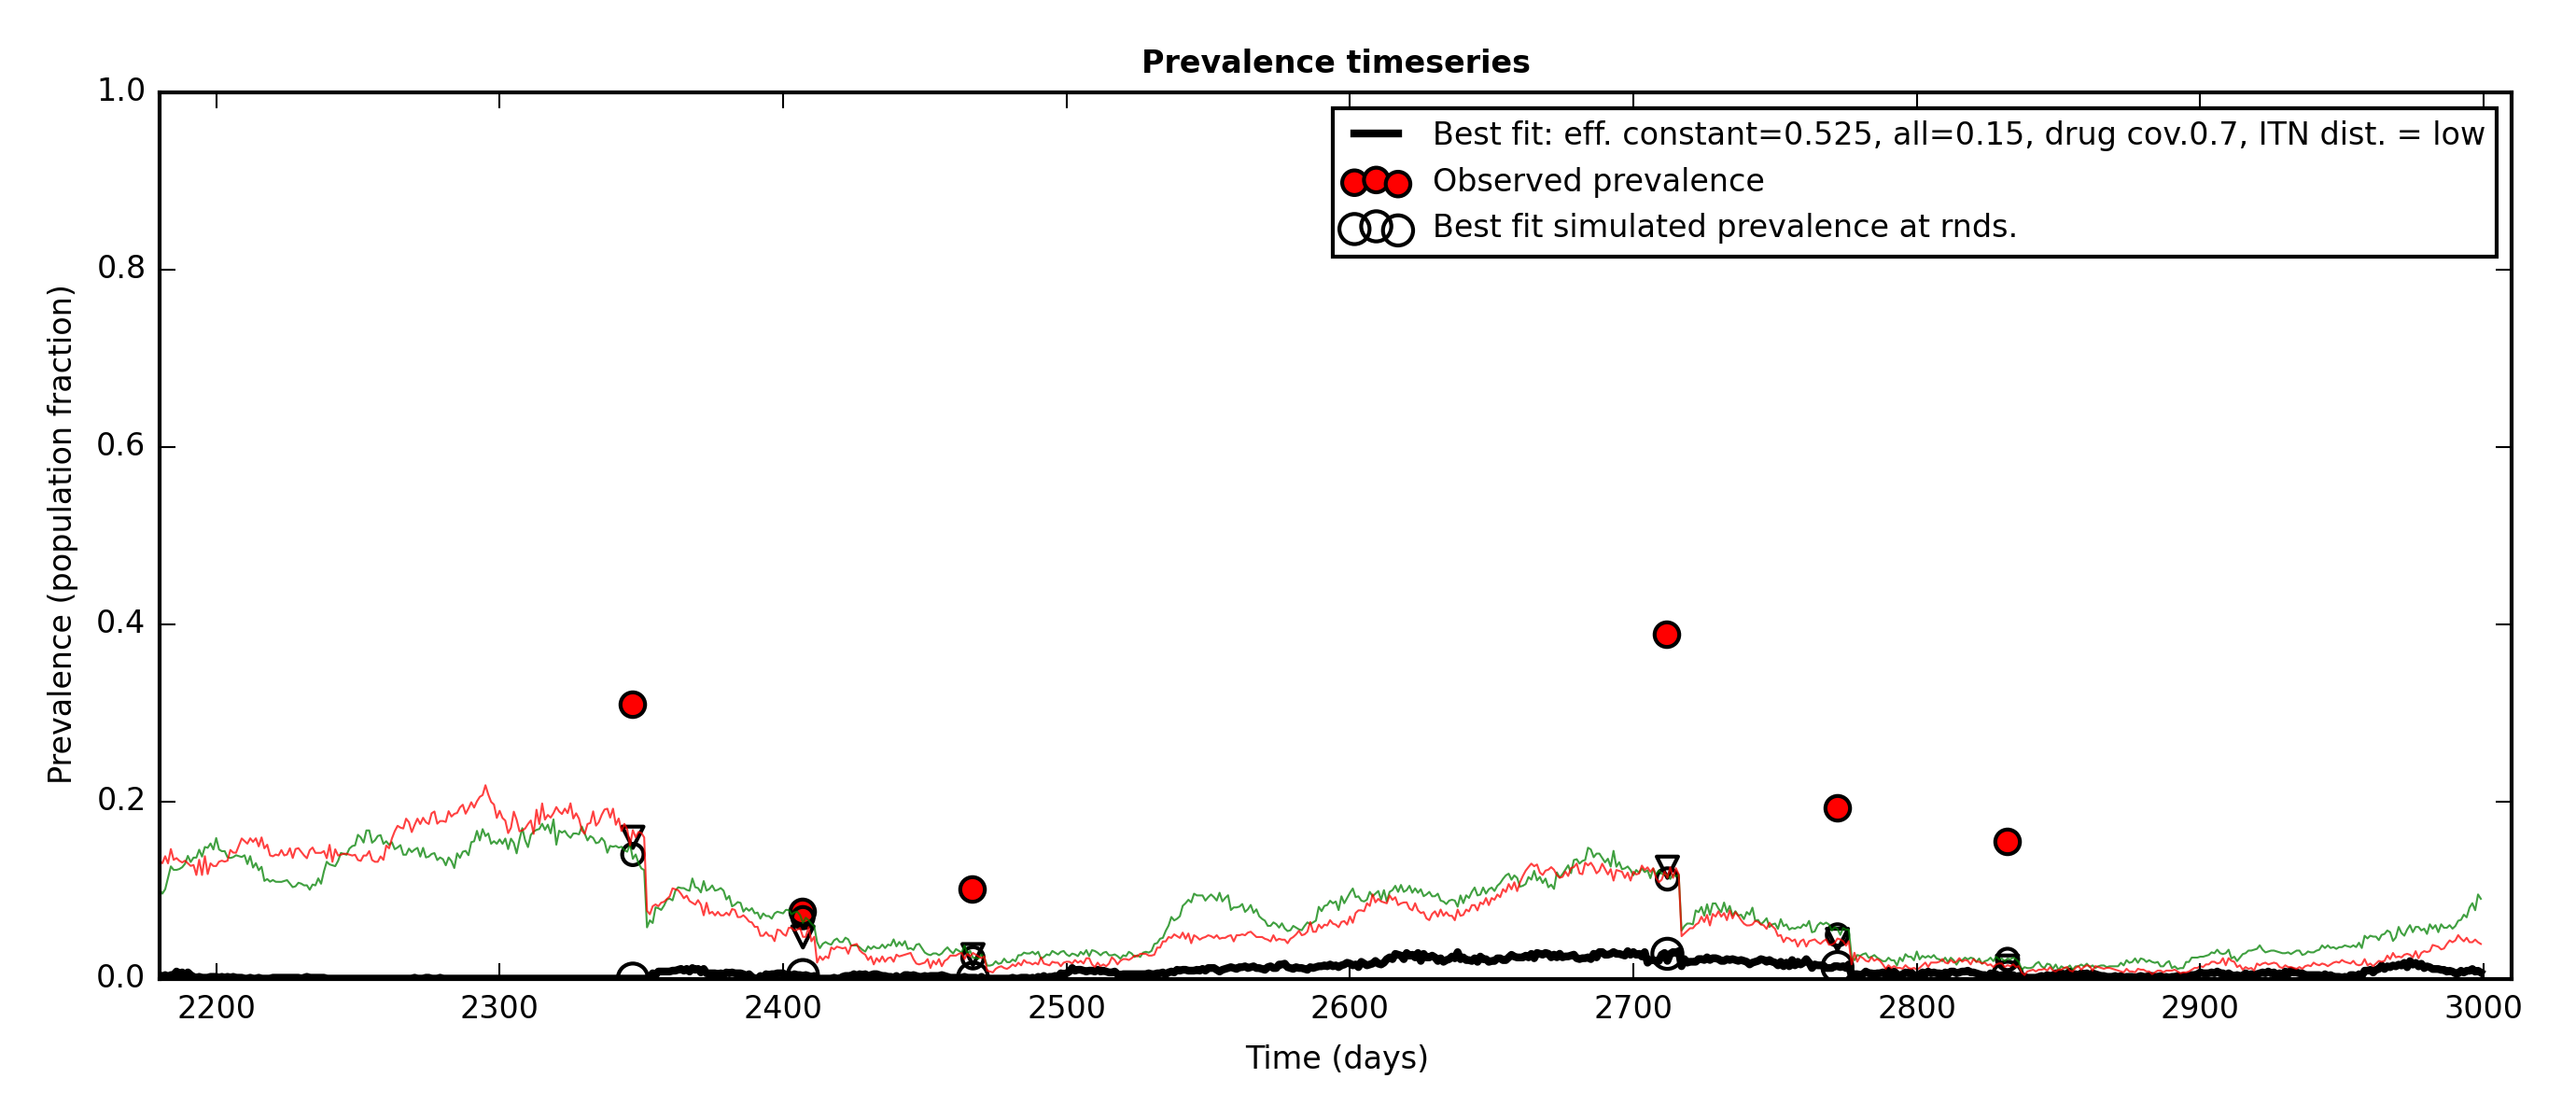 Prevalence timeseries
1.0
0.8
0.6
0.4
0.2
0.0
Prevalence (population fraction)
Best fit: eff. constant=0.525, all=0.15, drug cov.0.7, ITN dist. = low
Observed prevalence
Best fit simulated prevalence at rnds.
2200 2300 2400 2500 2600 2700 2800 2900 3000
Time (days)